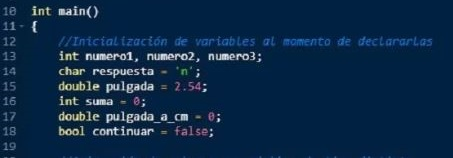 10 int main()
11 {
12 //Inicialización de variables al momento de declararlas
13 int numero1, numero2, numero3;
14 char respuesta = 'n';
15 double pulgada = 2.54;
16 int suma = 0;
17 double pulgada_a_cm = 0;
18 bool continuar = false;
19